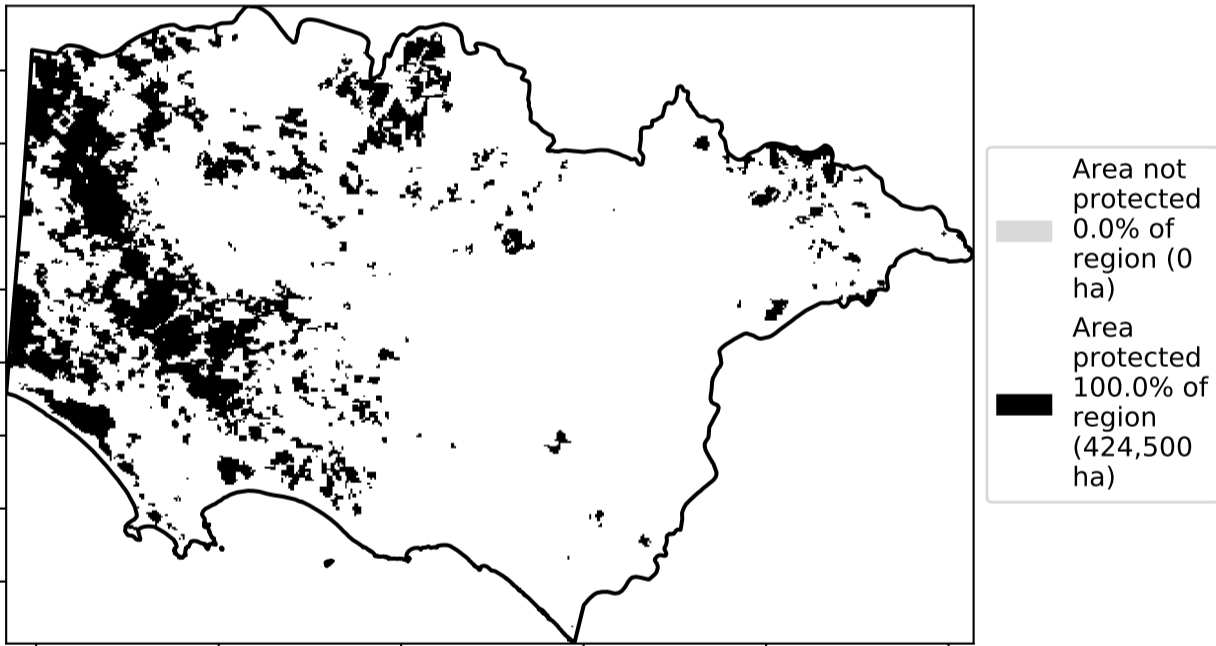 Area not
protected
0.0% of
region (0
ha)
Area
protected
100.0% of
region
(424,500
ha)